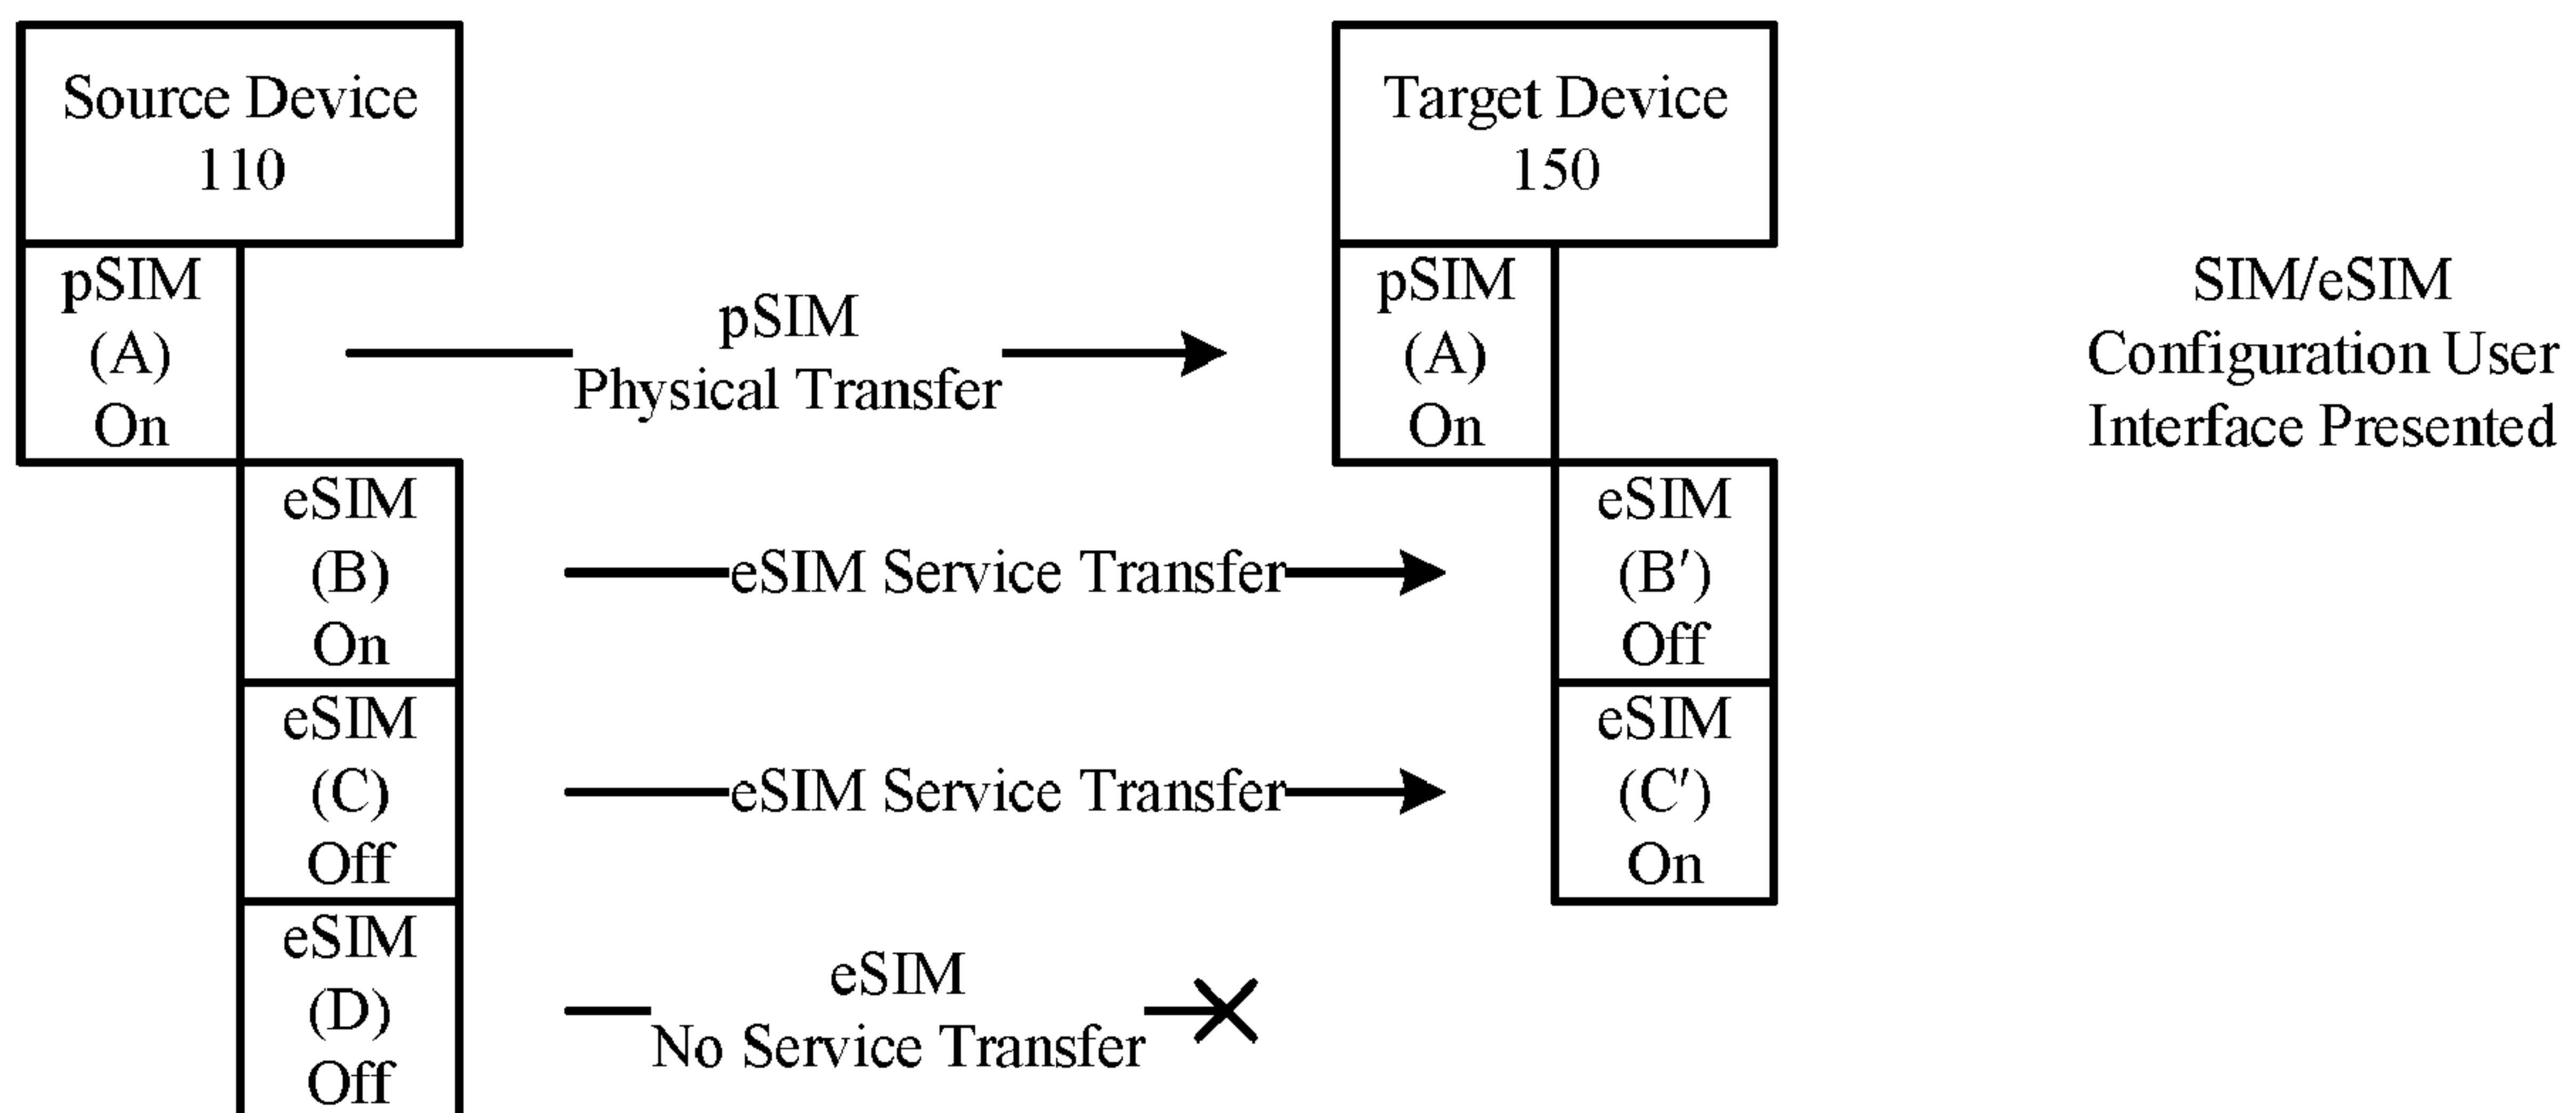 Source Device
110
Target Device
150
pSIM
(A)
On
pSIM
Physical Transfer
pSIM
(A)
On
SIM/eSIM
Configuration User
Interface Presented
eSIM
(B)
On
eSIM Service Transfer
eSIM
(B′)
Off
eSIM
(C)
Off
eSIM Service Transfer
eSIM
(C′)
On
eSIM
(D)
Off
eSIM
No Service Transfer